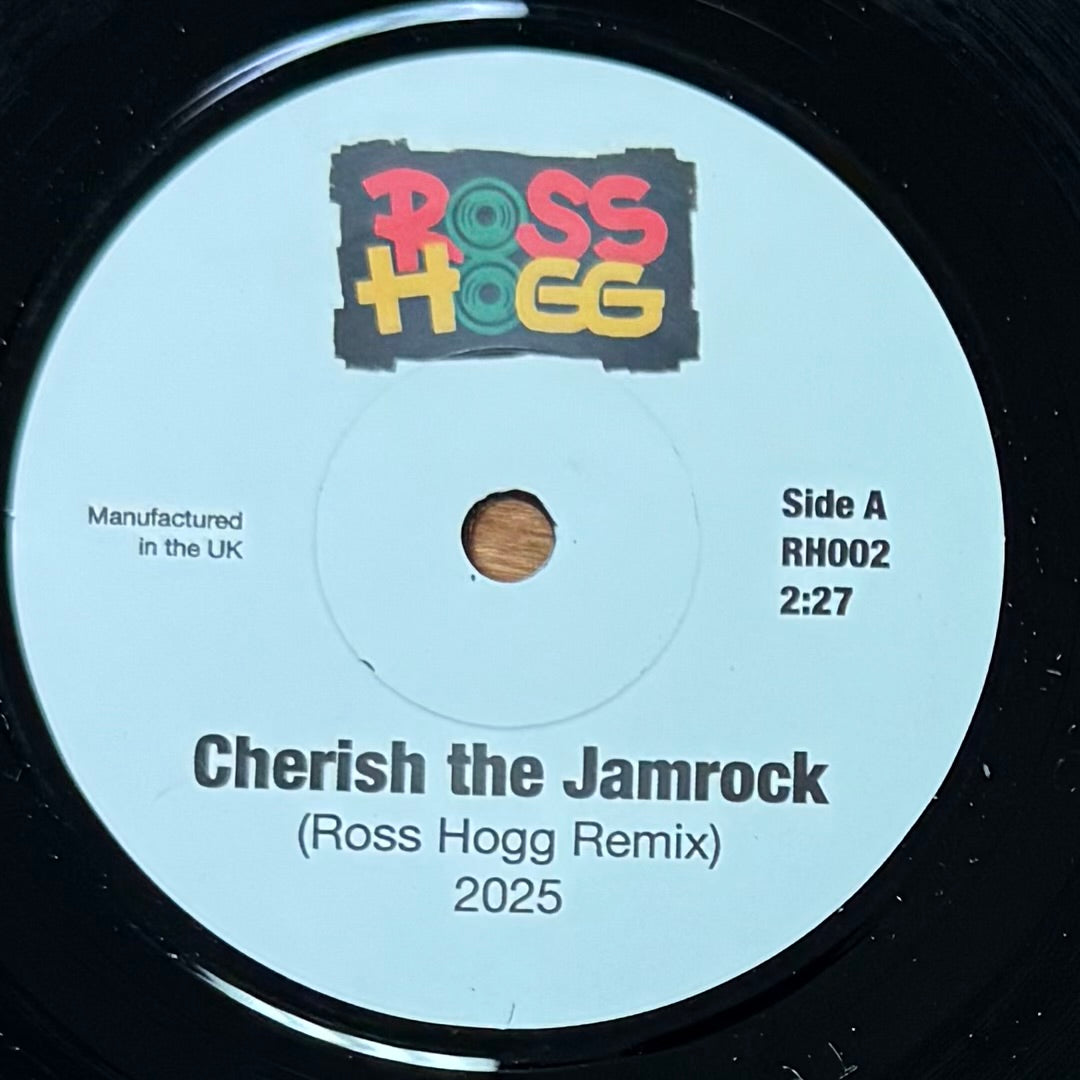 ROSS
HOGG
Manufactured
in the UK
Side A
RH002
2:27
Cherish the Jamrock
(Ross Hogg Remix)
2025